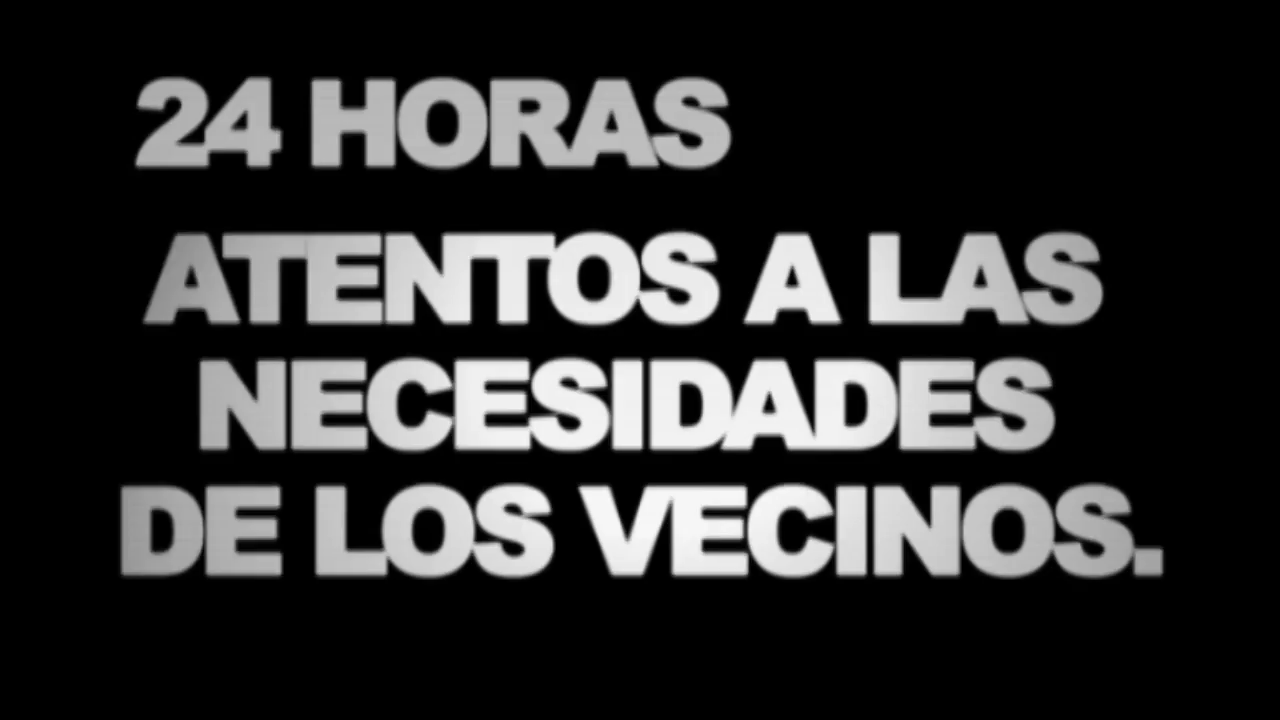 24 HORAS
ATENTOS A LAS
NECESIDADES
DE LOS VECINOS.